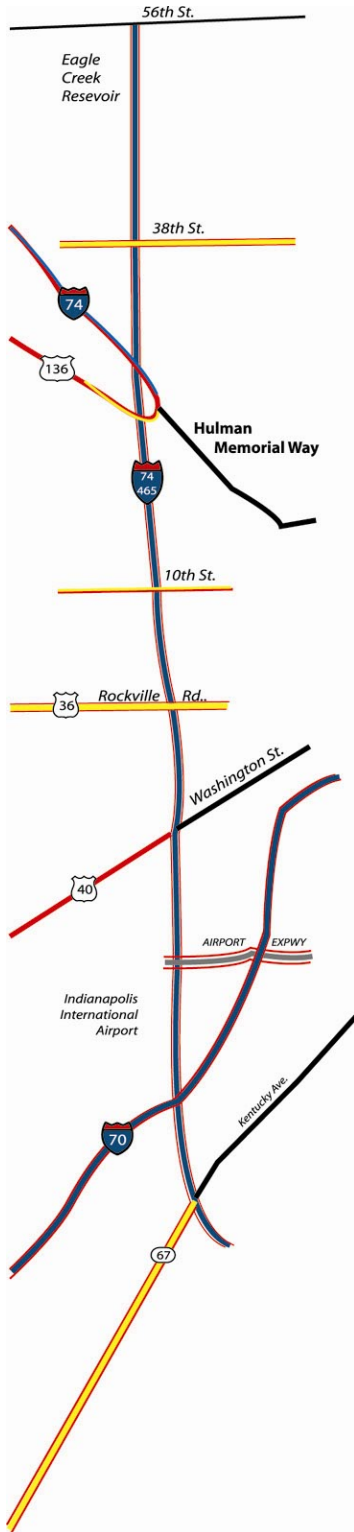 56th St.
Eagle
Creek
Resevoir
38th St.
74
136
Hulman
Memorial Way
74
465
10th St.
36
Rockville Rd..
Washington St.
40
AIRPORT EXPWY
Indianapolis
International
Airport
Kentucky Ave.
70
67